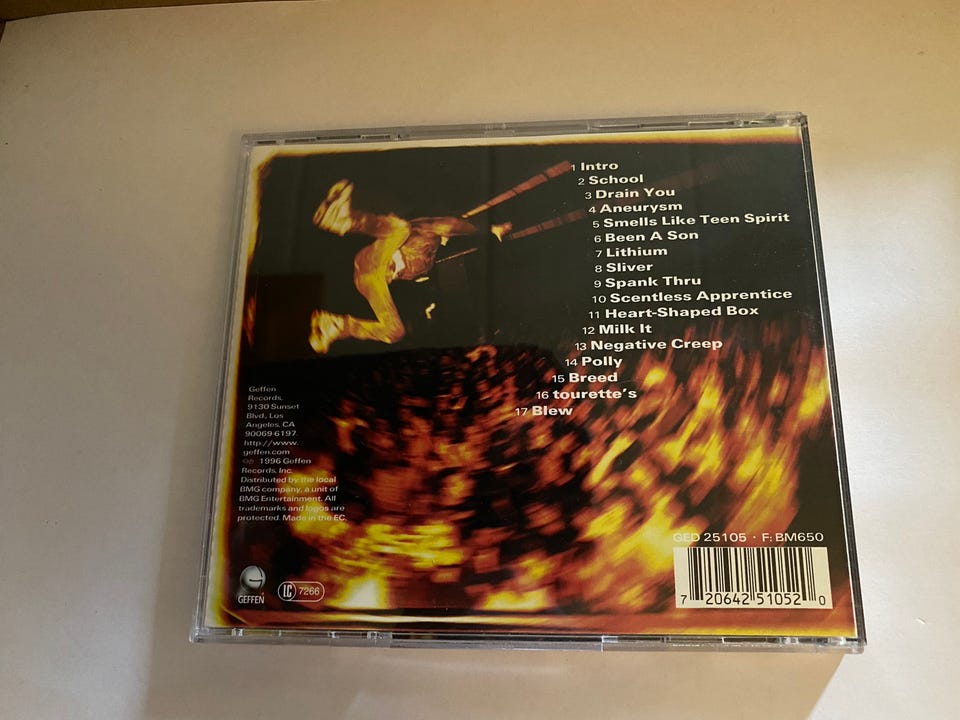 1 Intro
2 School
3 Drain You
4 Aneurysm
5 Smells Like Teen Spirit
6 Been A Son
7 Lithium
8 Sliver
9 Spank Thru
10 Scentless Apprentice
11 Heart-Shaped Box
12 Milk It
13 Negative Creep
14 Polly
15 Breed
16 tourette's
17 Blew
Geffen
Records,
9130 Sunset
Blvd., Los
Angeles, CA
90069-6197.
http://www.
geffen.com
℗© 1996 Geffen
Records, Inc.
Distributed by the local
BMG company, a unit of
BMG Entertainment. All
trademarks and logos are
protected. Made in the EC.
GEFFEN
LC 7266
GED 25105 · F: BM650
7 20642 51052 0